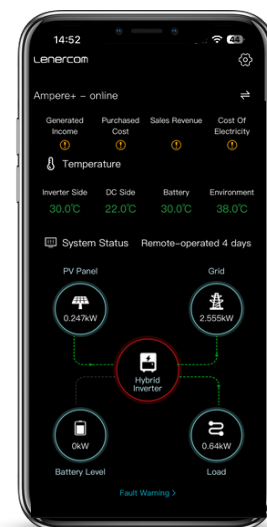 14:52
44
Lenercom
Ampere+ – online
Generated Income
Purchased Cost
Sales Revenue
Cost Of Electricity
Temperature
Inverter Side
DC Side
Battery
Environment
30.0℃
22.0℃
30.0℃
38.0℃
System Status
Remote-operated 4 days
PV Panel
Grid
0.247kW
2.555kW
Hybrid
Inverter
0kW
0.64kW
Battery Level
Load
Fault Warning >